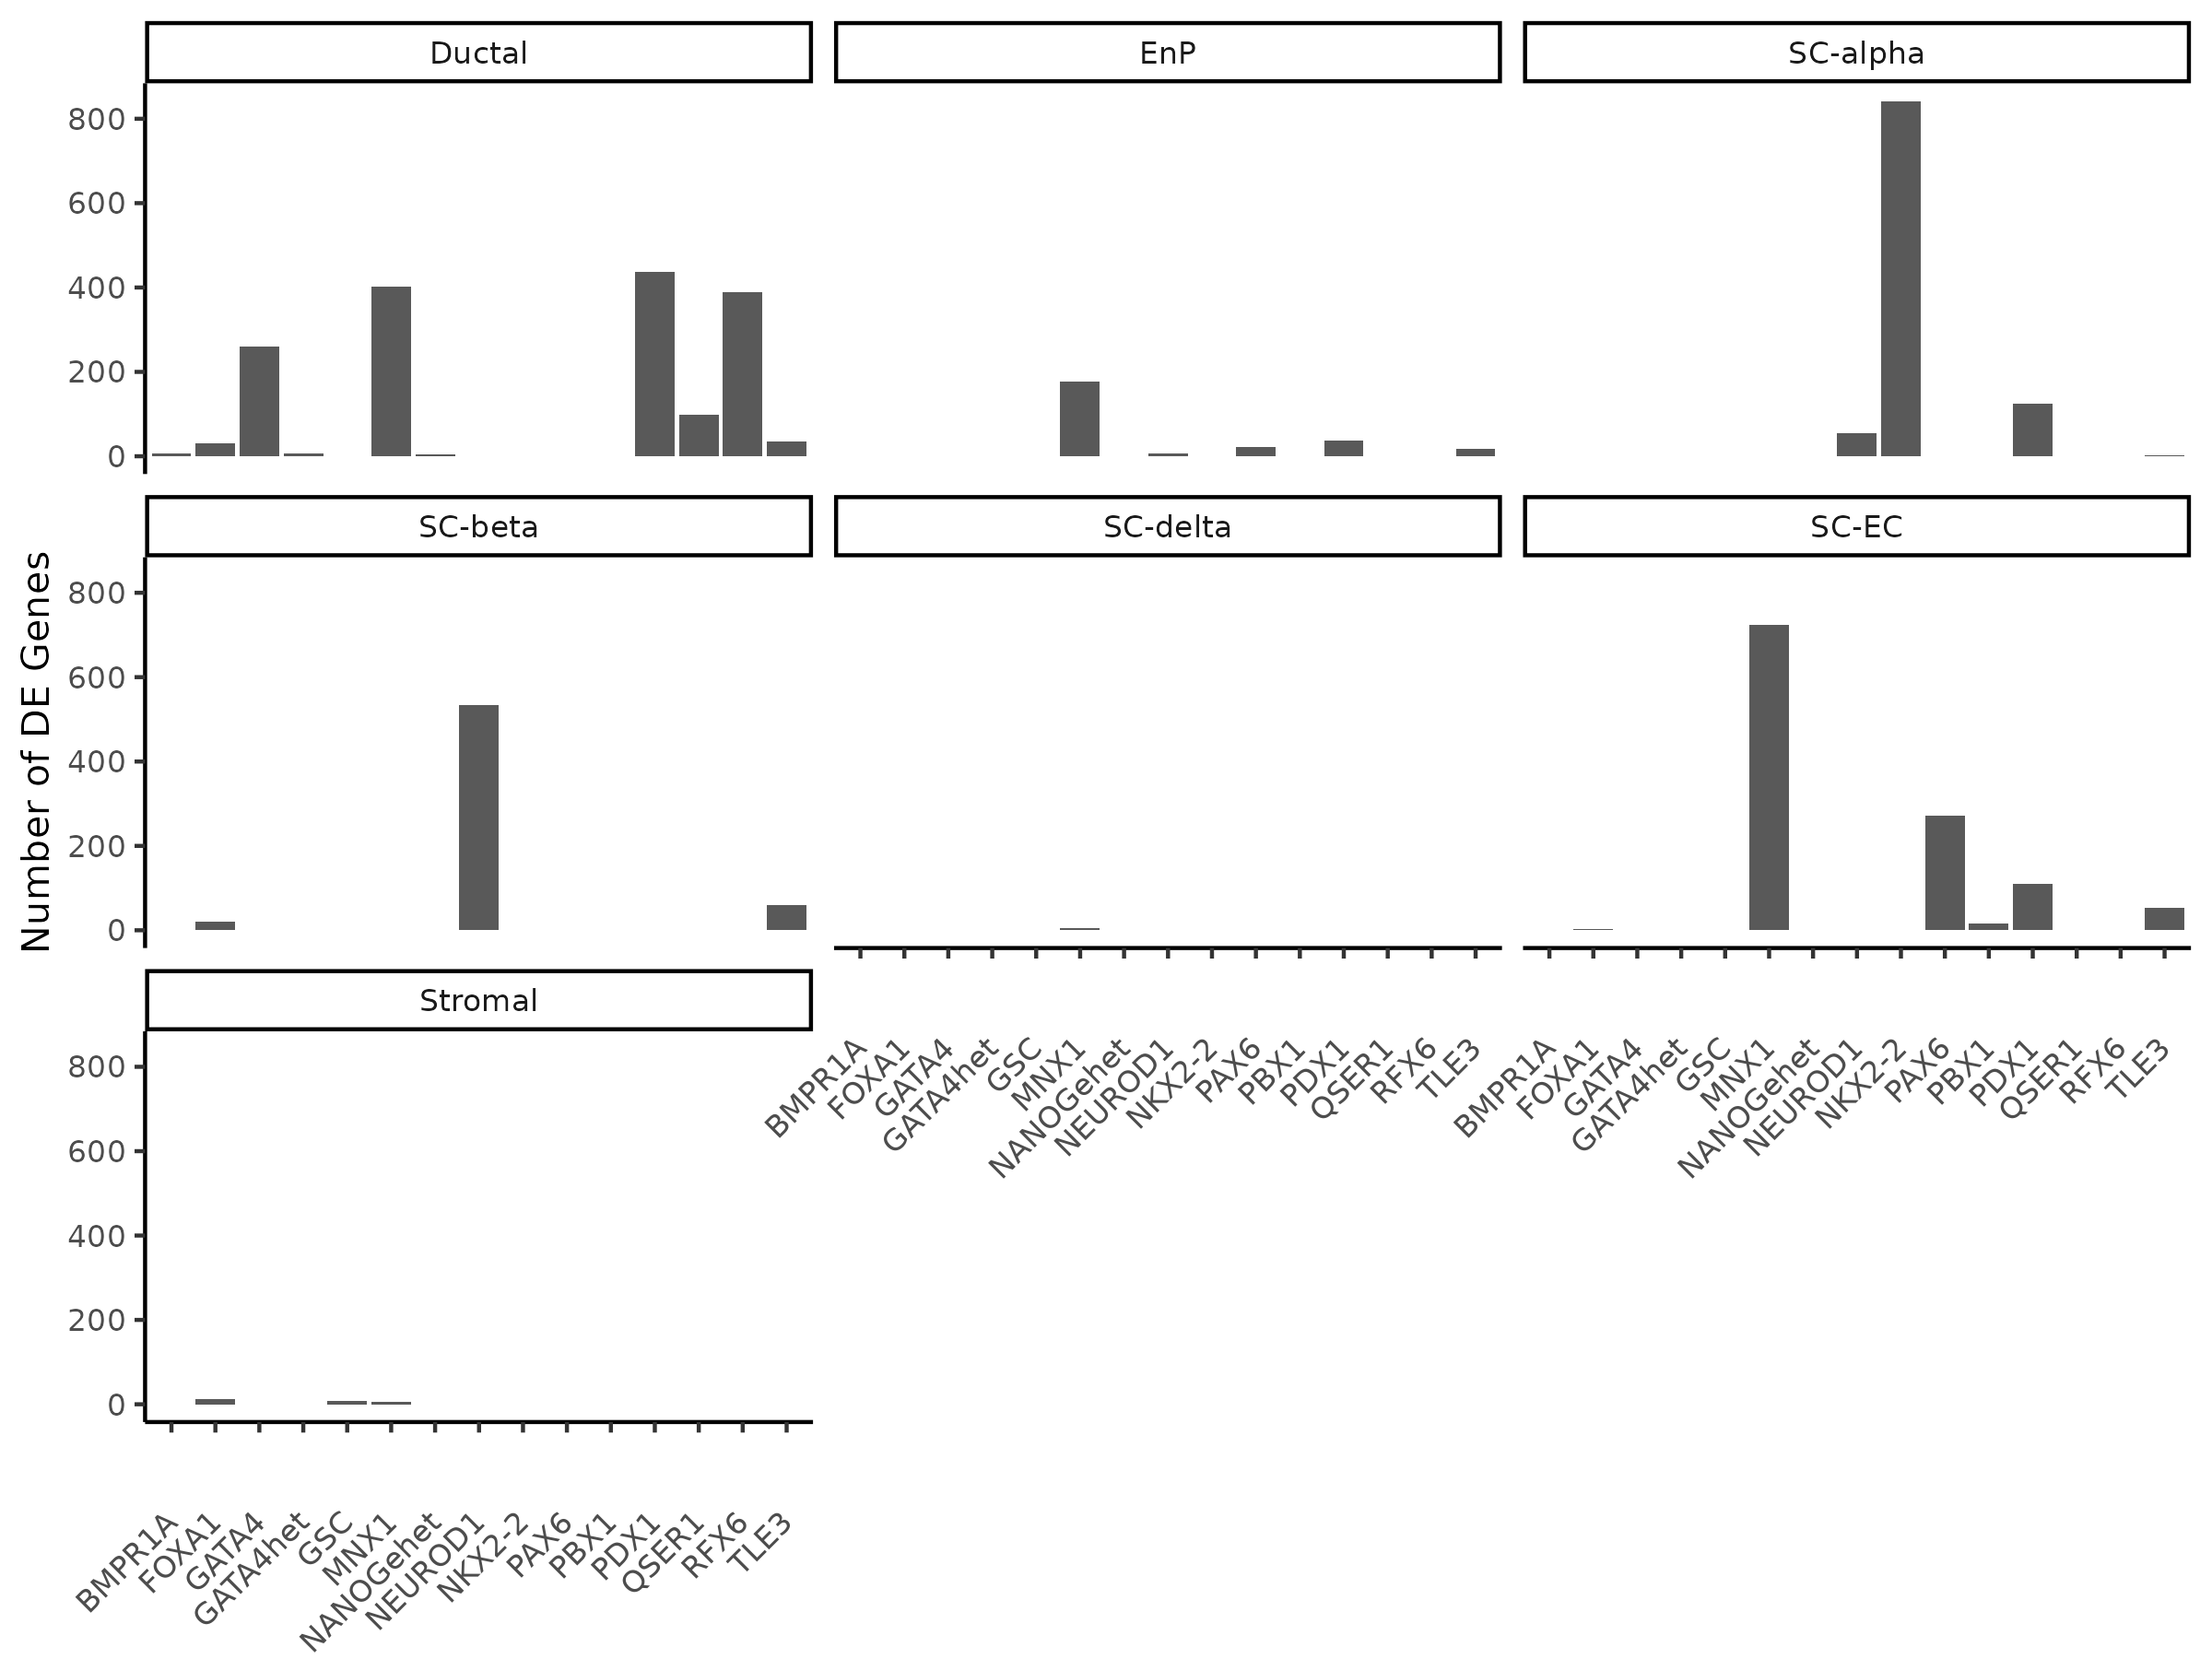 Ductal
EnP
SC-alpha
800
600
400
200
0
SC-beta
SC-delta
SC-EC
Number of DE Genes
800
600
400
200
0
BMPR1A
FOXA1
GATA4
GATA4het
GSC
MNX1
NANOGehet
NEUROD1
NKX2-2
PAX6
PBX1
PDX1
QSER1
RFX6
TLE3
BMPR1A
FOXA1
GATA4
GATA4het
GSC
MNX1
NANOGehet
NEUROD1
NKX2-2
PAX6
PBX1
PDX1
QSER1
RFX6
TLE3
Stromal
800
600
400
200
0
BMPR1A
FOXA1
GATA4
GATA4het
GSC
MNX1
NANOGehet
NEUROD1
NKX2-2
PAX6
PBX1
PDX1
QSER1
RFX6
TLE3